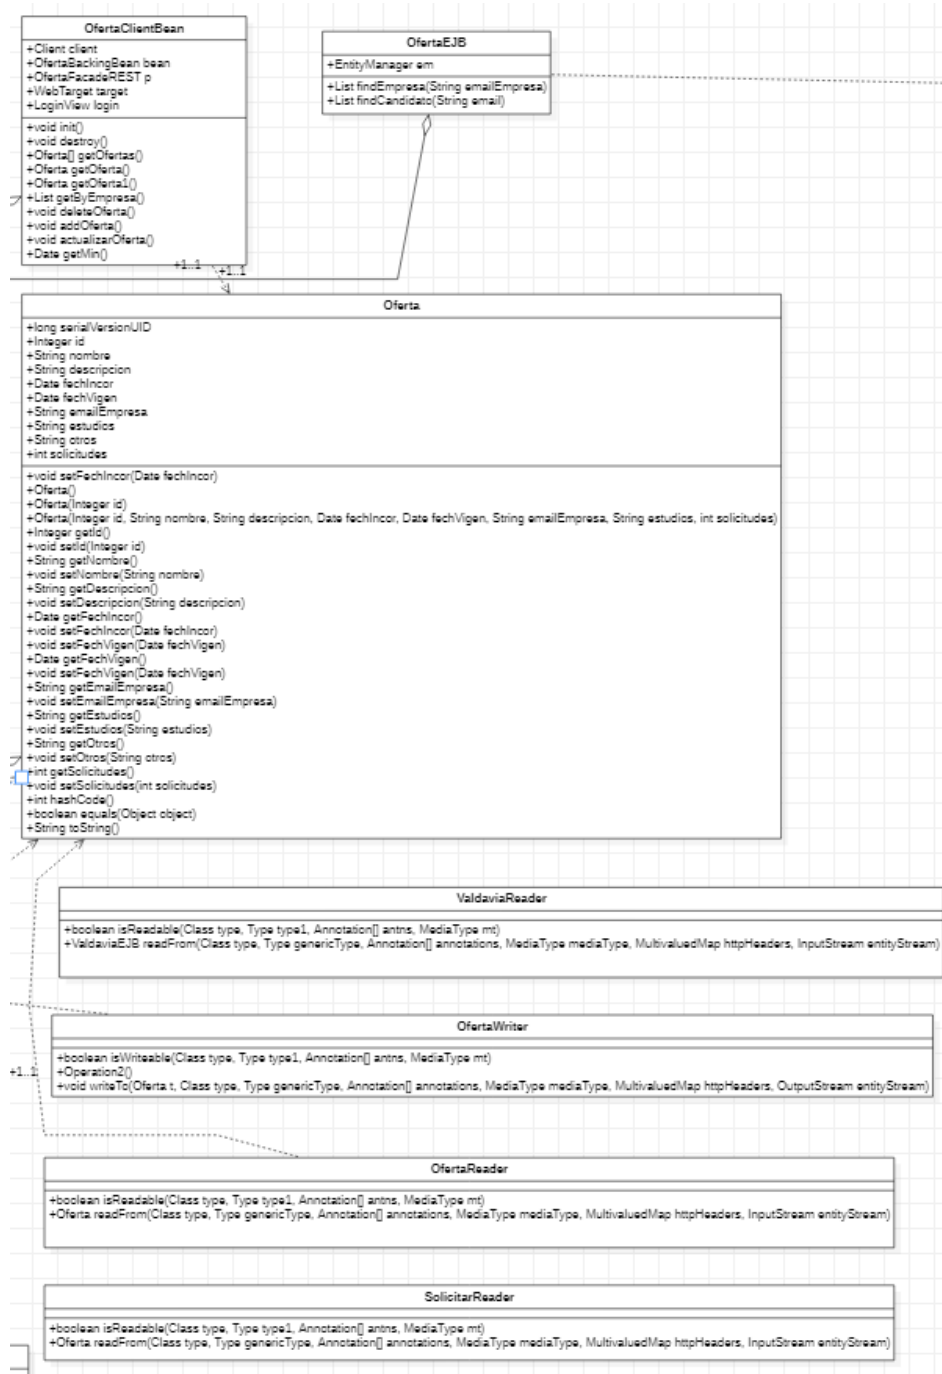 OfertaClientBean
+Client client
+OfertaBackingBean bean
+OfertaFacadeREST p
+WebTarget target
+LoginView login
+void init()
+void destroy()
+Oferta[] getOfertas()
+Oferta getOferta()
+Oferta getOferta1()
+List getByEmpresa()
+void deleteOferta()
+void addOferta()
+void actualizarOferta()
+Date getMin()
OfertaEJB
+EntityManager em
+List findEmpresa(String emailEmpresa)
+List findCandidato(String email)
+1..1
+1..1
Oferta
+long serialVersionUID
+Integer id
+String nombre
+String descripcion
+Date fechIncor
+Date fechVigen
+String emailEmpresa
+String estudios
+String otros
+int solicitudes
+void setFechIncor(Date fechIncor)
+Oferta()
+Oferta(Integer id)
+Oferta(Integer id, String nombre, String descripcion, Date fechIncor, Date fechVigen, String emailEmpresa, String estudios, int solicitudes)
+Integer getId()
+void setId(Integer id)
+String getNombre()
+void setNombre(String nombre)
+String getDescripcion()
+void setDescripcion(String descripcion)
+Date getFechIncor()
+void setFechIncor(Date fechIncor)
+void setFechVigen(Date fechVigen)
+Date getFechVigen()
+void setFechVigen(Date fechVigen)
+String getEmailEmpresa()
+void setEmailEmpresa(String emailEmpresa)
+String getEstudios()
+void setEstudios(String estudios)
+String getOtros()
+void setOtros(String otros)
+int getSolicitudes()
+void setSolicitudes(int solicitudes)
+int hashCode()
+boolean equals(Object object)
+String toString()
ValdaviaReader
+boolean isReadable(Class type, Type type1, Annotation[] antns, MediaType mt)
+ValdaviaEJB readFrom(Class type, Type genericType, Annotation[] annotations, MediaType mediaType, MultivaluedMap httpHeaders, InputStream entityStream)
OfertaWriter
+boolean isWriteable(Class type, Type type1, Annotation[] antns, MediaType mt)
+Operation2()
+void writeTo(Oferta t, Class type, Type genericType, Annotation[] annotations, MediaType mediaType, MultivaluedMap httpHeaders, OutputStream entityStream)
+1..1
OfertaReader
+boolean isReadable(Class type, Type type1, Annotation[] antns, MediaType mt)
+Oferta readFrom(Class type, Type genericType, Annotation[] annotations, MediaType mediaType, MultivaluedMap httpHeaders, InputStream entityStream)
SolicitarReader
+boolean isReadable(Class type, Type type1, Annotation[] antns, MediaType mt)
+Oferta readFrom(Class type, Type genericType, Annotation[] annotations, MediaType mediaType, MultivaluedMap httpHeaders, InputStream entityStream)